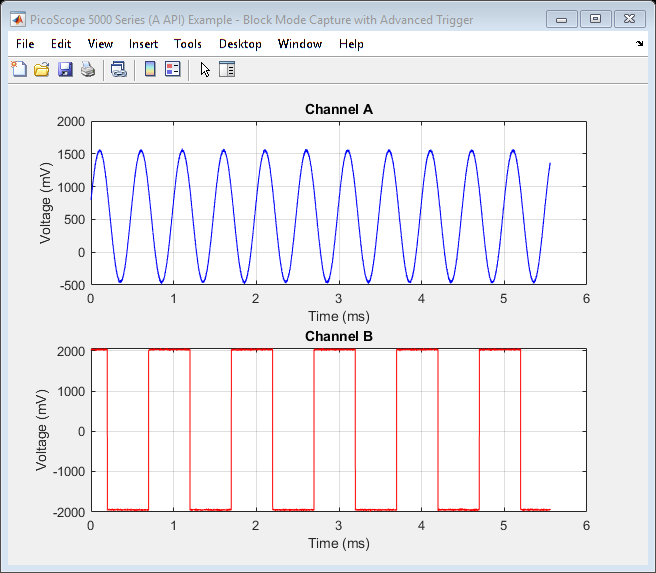 PicoScope 5000 Series (A API) Example - Block Mode Capture with Advanced Trigger
File Edit View Insert Tools Desktop Window Help
Channel A
2000
1500
1000
500
0
-500
Voltage (mV)
0 1 2 3 4 5 6
Time (ms)
Channel B
2000
1000
0
-1000
-2000
Voltage (mV)
0 1 2 3 4 5 6
Time (ms)